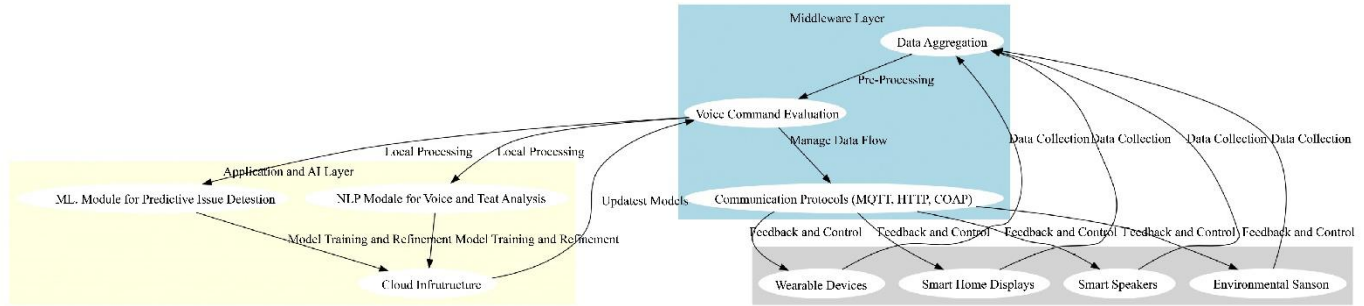 Middleware Layer
Data Aggregation
Pre-Processing
Voice Command Evaluation
Manage Data Flow
Data Collection Data Collection Data Collection Data Collection
Local Processing Local Processing
Application and AI Layer
ML. Module for Predictive Issue Detestion
NLP Modale for Voice and Teat Analysis
Updatest Models
Communication Protocols (MQTT, HTTP, COAP)
Feedback and Control Feedback and Control Feedback and Control Feedback and Control
Model Training and Refinement Model Training and Refinement
Cloud Infrutructure
Wearable Devices
Smart Home Displays
Smart Speakers
Environmental Sanson